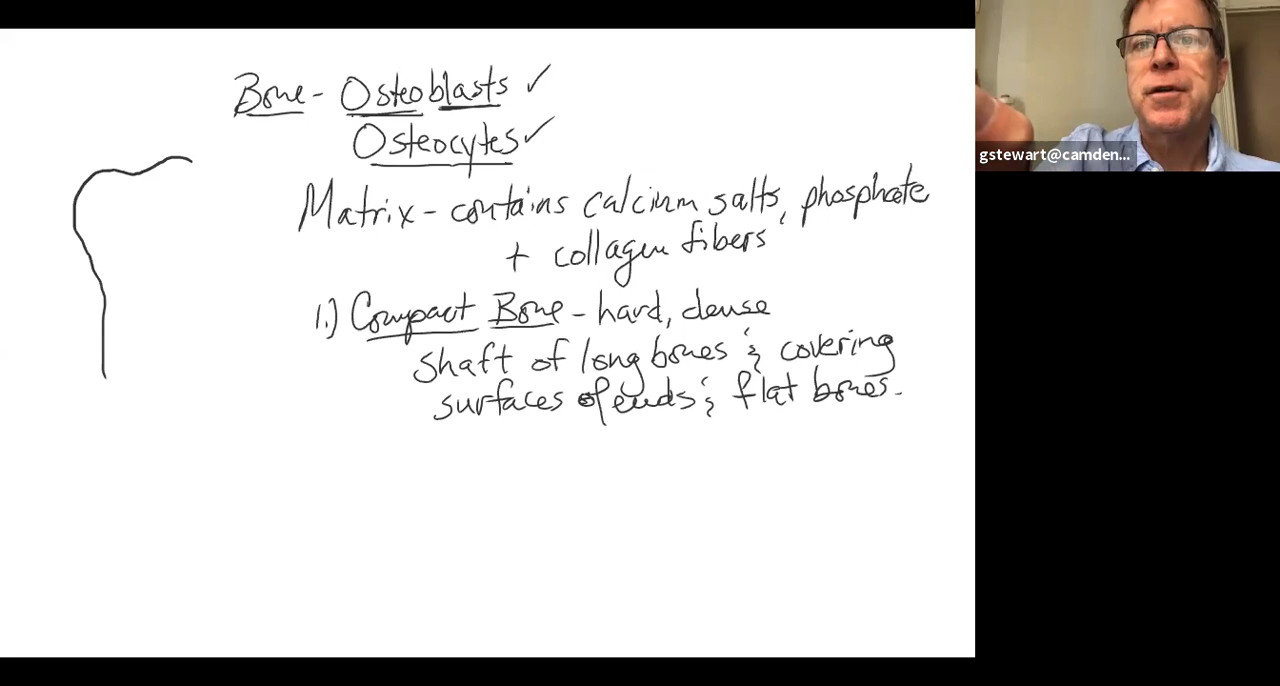 Bone - Osteoblasts ✓
Osteocytes ✓
Matrix - contains calcium salts, phosphate
+ collagen fibers
1.) Compact Bone - hard, dense
shaft of long bones & covering
surfaces of ends & flat bones.
gstewart@camden...